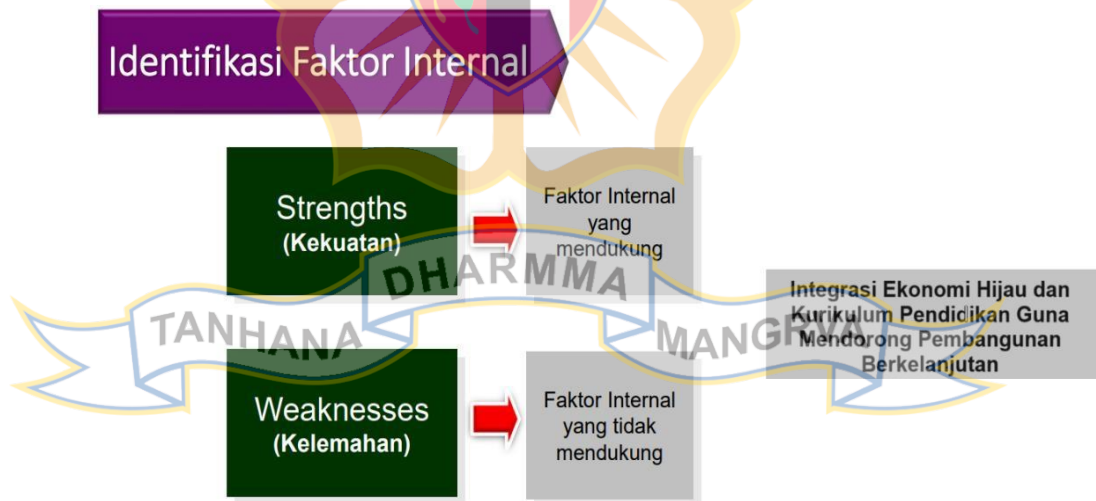 Identifikasi Faktor Internal
Strengths
(Kekuatan)
Faktor Internal
yang
mendukung
Integrasi Ekonomi Hijau dan
Kurikulum Pendidikan Guna
Mendorong Pembangunan
Berkelanjutan
TANHANA DHARMMA MANGRVA
Weaknesses
(Kelemahan)
Faktor Internal
yang tidak
mendukung